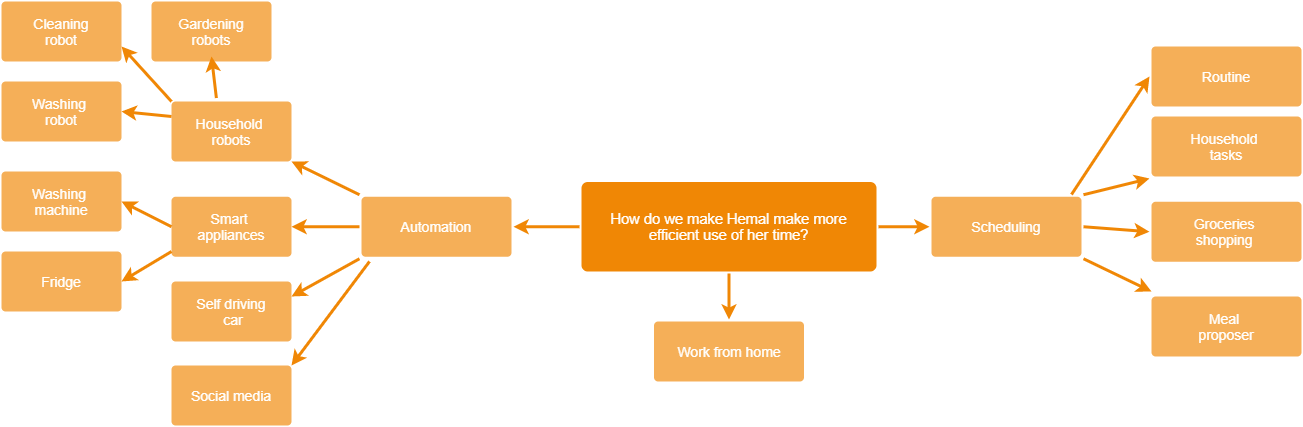 Cleaning
robot
Gardening
robots
Washing
robot
Household
robots
Washing
machine
Smart
appliances
Fridge
Self driving
car
Social media
Automation
How do we make Hemal make more
efficient use of her time?
Work from home
Scheduling
Routine
Household
tasks
Groceries
shopping
Meal
proposer